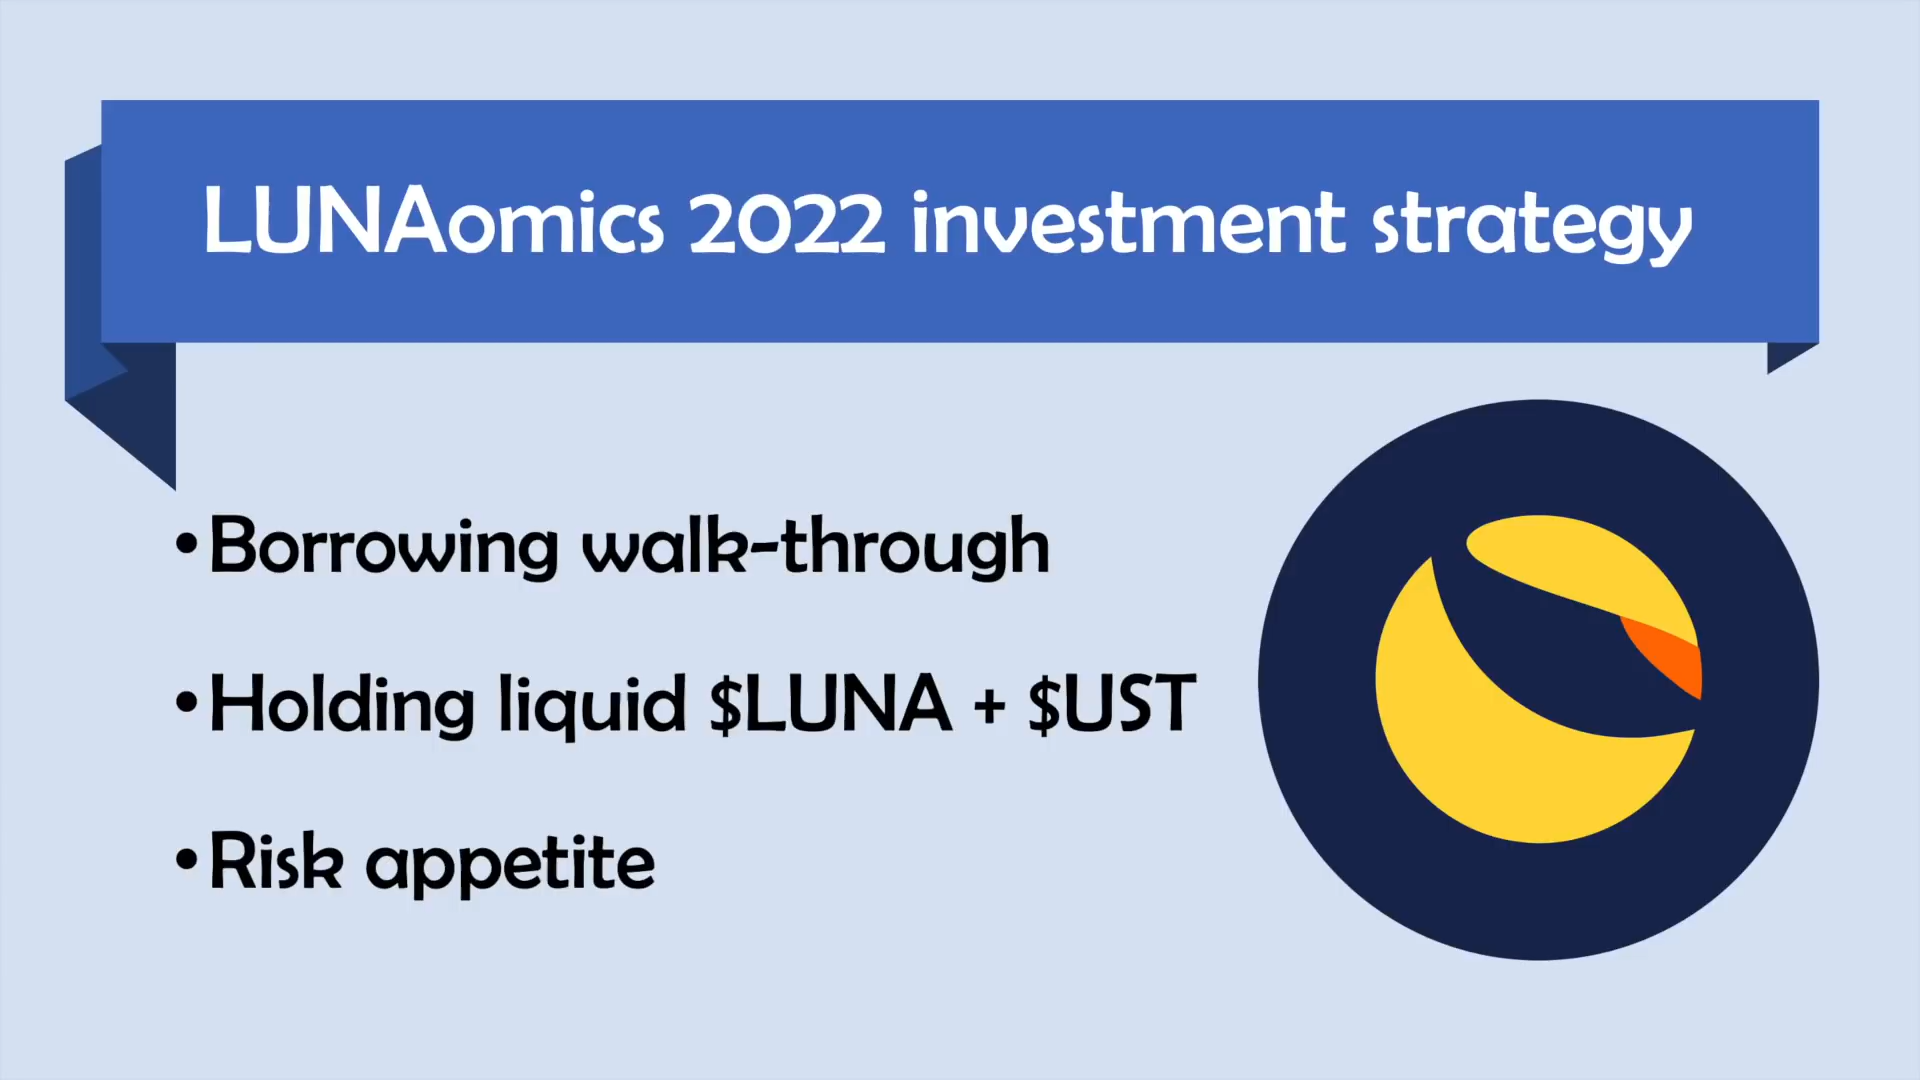 LUNAomics 2022 investment strategy
•Borrowing walk-through
•Holding liquid $LUNA + $UST
•Risk appetite